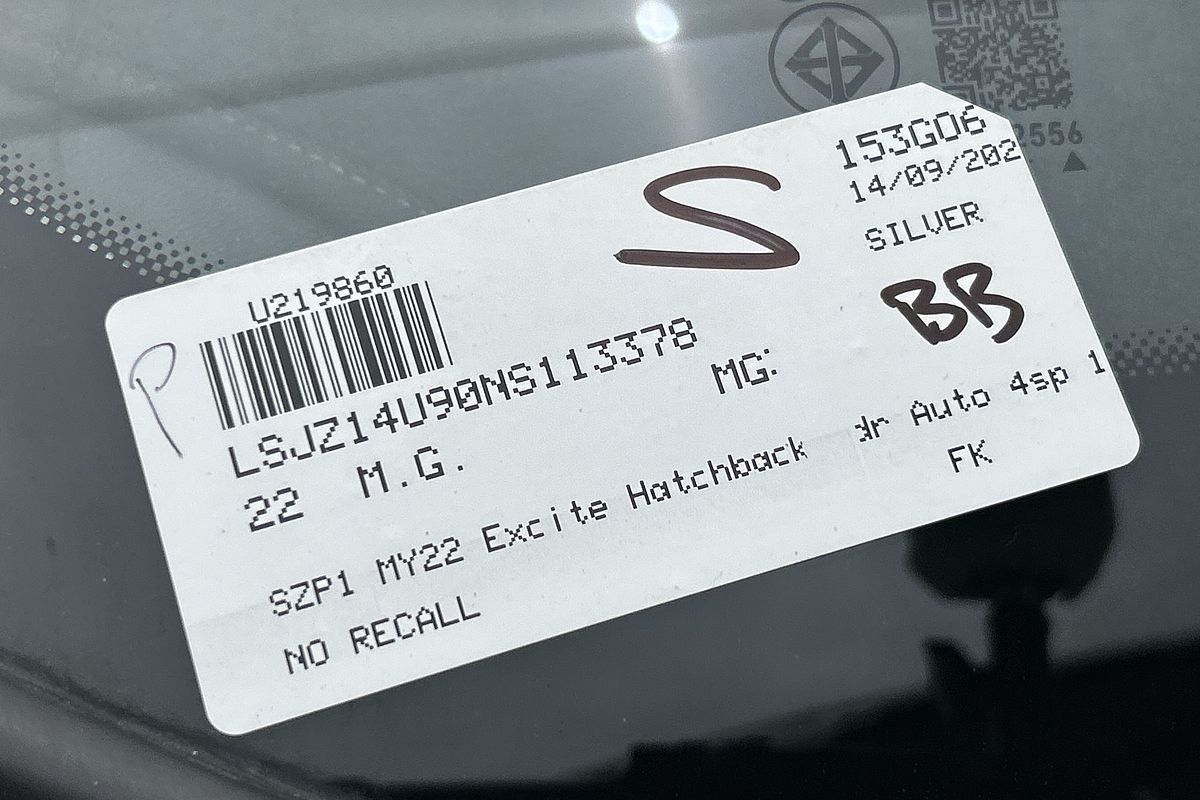 153G06
14/09/202
SILVER
S
BB
P
U219860
LSJZ14U90NS113378
22 M.G. MG
SZP1 MY22 Excite Hatchback dr Auto 4sp 1
NO RECALL FK
2556